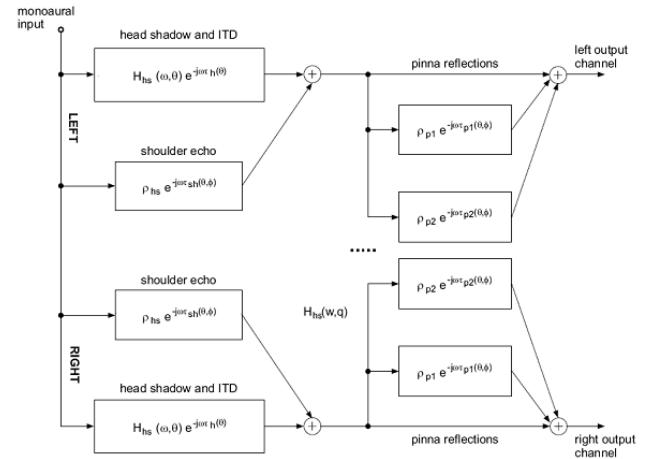 monoaural
input
head shadow and ITD
H_hs (ω,θ) e^-jωτ h(θ)
pinna reflections
left output
channel
LEFT
ρ_p1 e^-jωτ p1(θ,ϕ)
shoulder echo
ρ_hs e^-jωτ sh(θ,ϕ)
ρ_p2 e^-jωτ p2(θ,ϕ)
.....
shoulder echo
ρ_hs e^-jωτ sh(θ,ϕ)
H_hs(w,q)
ρ_p2 e^-jωτ p2(θ,ϕ)
RIGHT
ρ_p1 e^-jωτ p1(θ,ϕ)
head shadow and ITD
H_hs (ω,θ) e^-jωτ h(θ)
pinna reflections
right output
channel